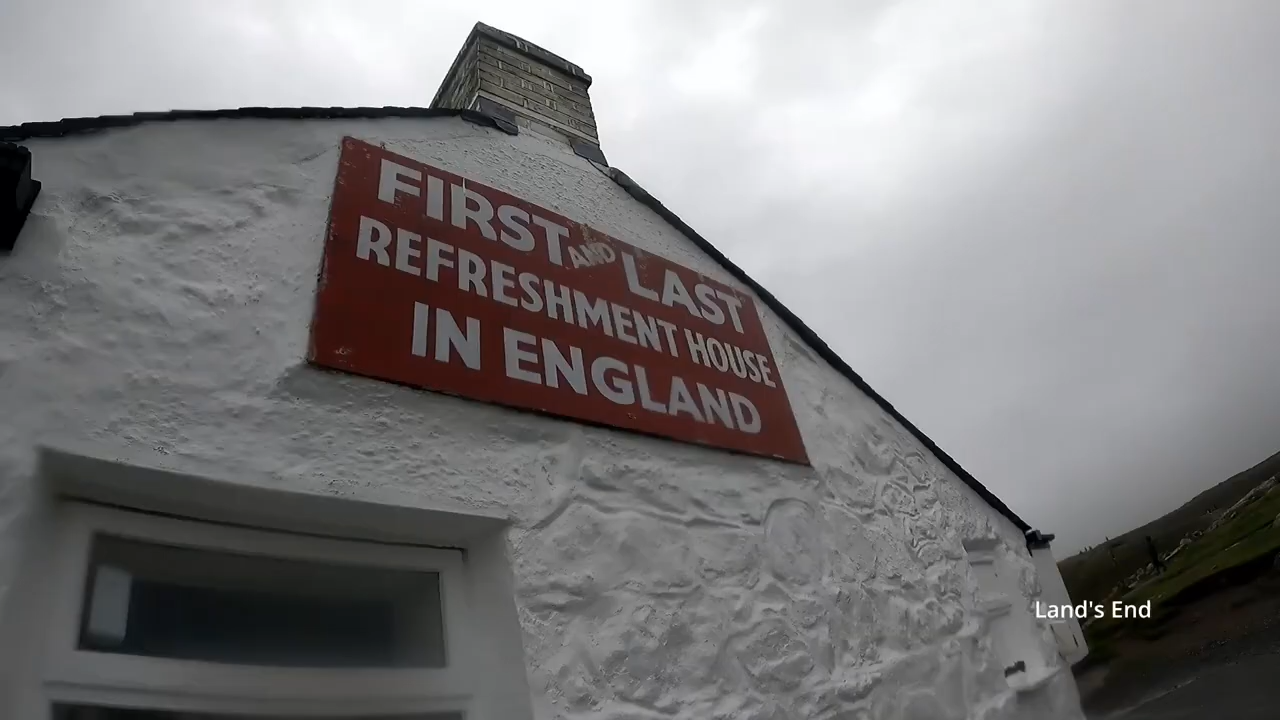 FIRST AND LAST
REFRESHMENT HOUSE
IN ENGLAND
Land's End